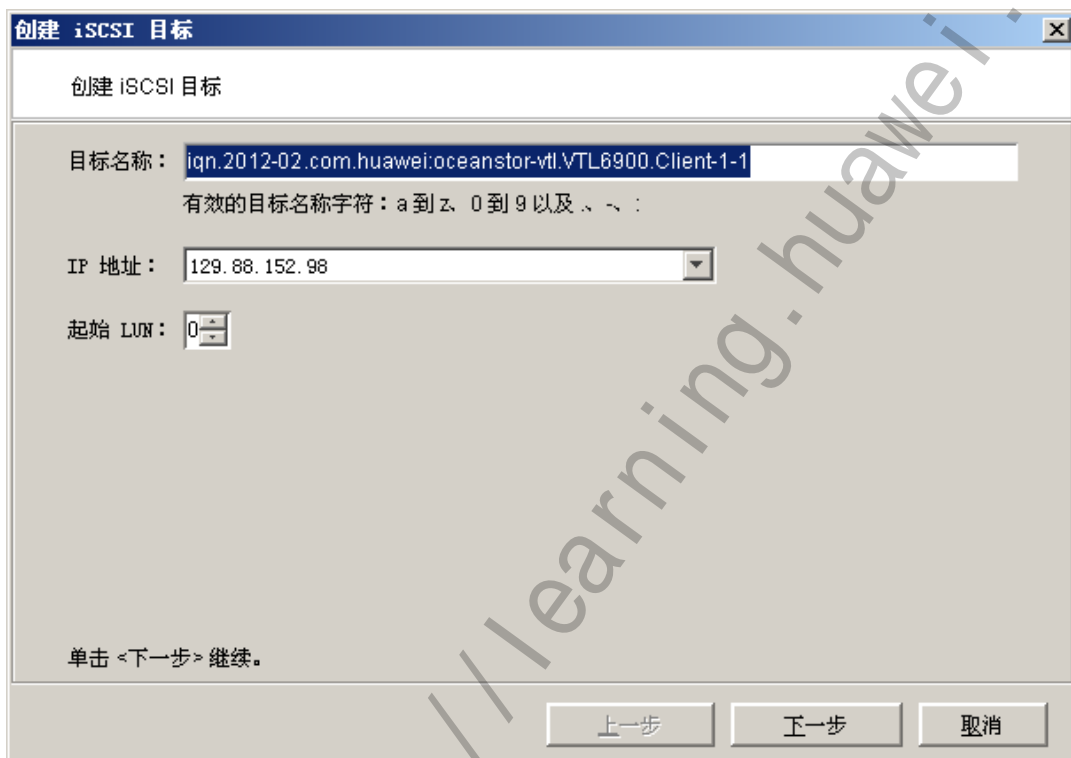 创建 iSCSI 目标
创建 iSCSI 目标
目标名称： iqn.2012-02.com.huawei:oceanstor-vtl.VTL6900.Client-1-1
有效的目标名称字符：a 到 z、0 到 9 以及 .、-、:
IP 地址： 129.88.152.98
起始 LUN： 0
单击 <下一步> 继续。
上一步 下一步 取消
//learning.huawei.